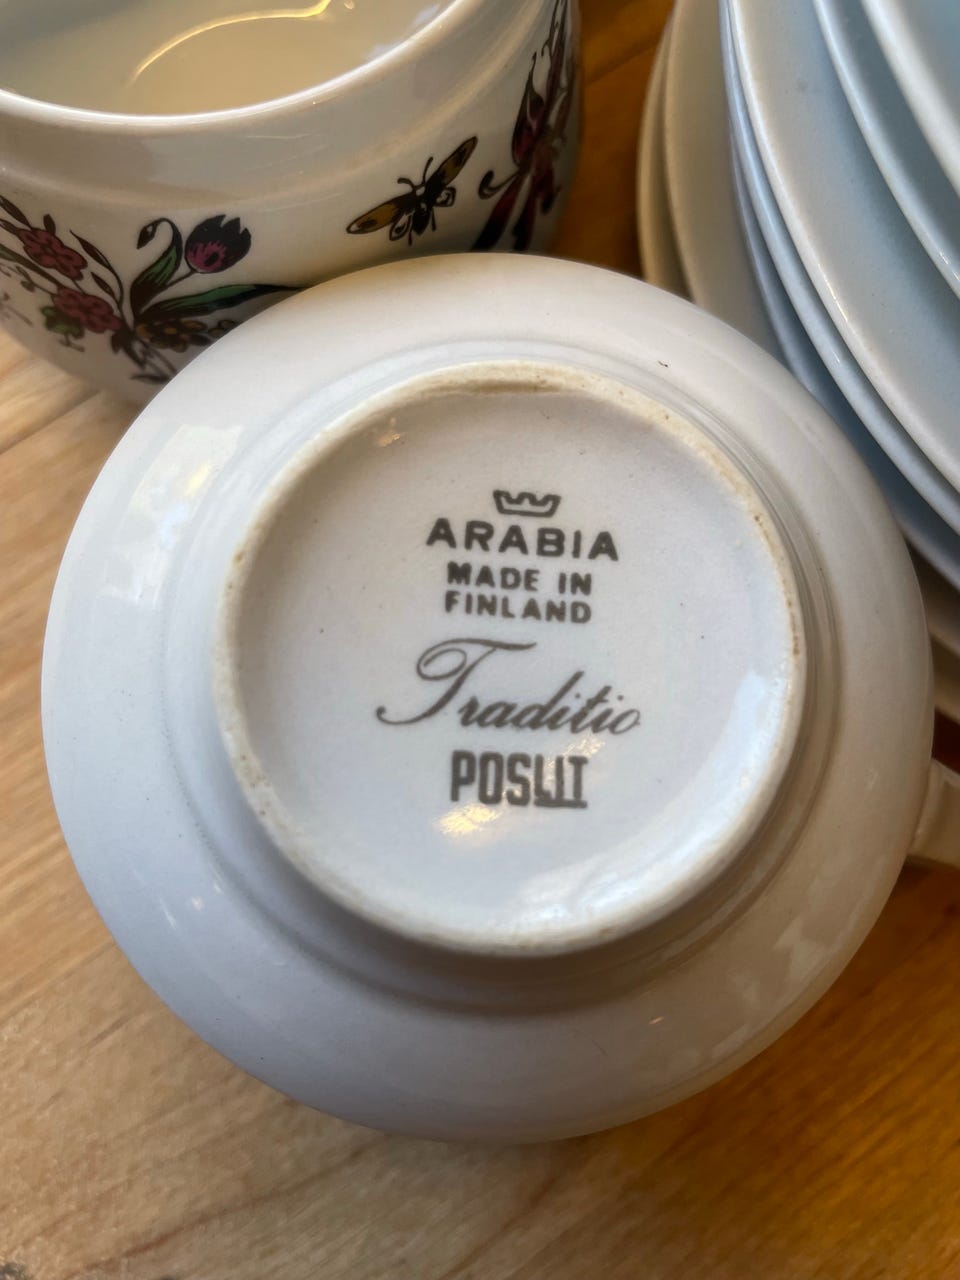 ARABIA
MADE IN
FINLAND
Traditio
POSLIT